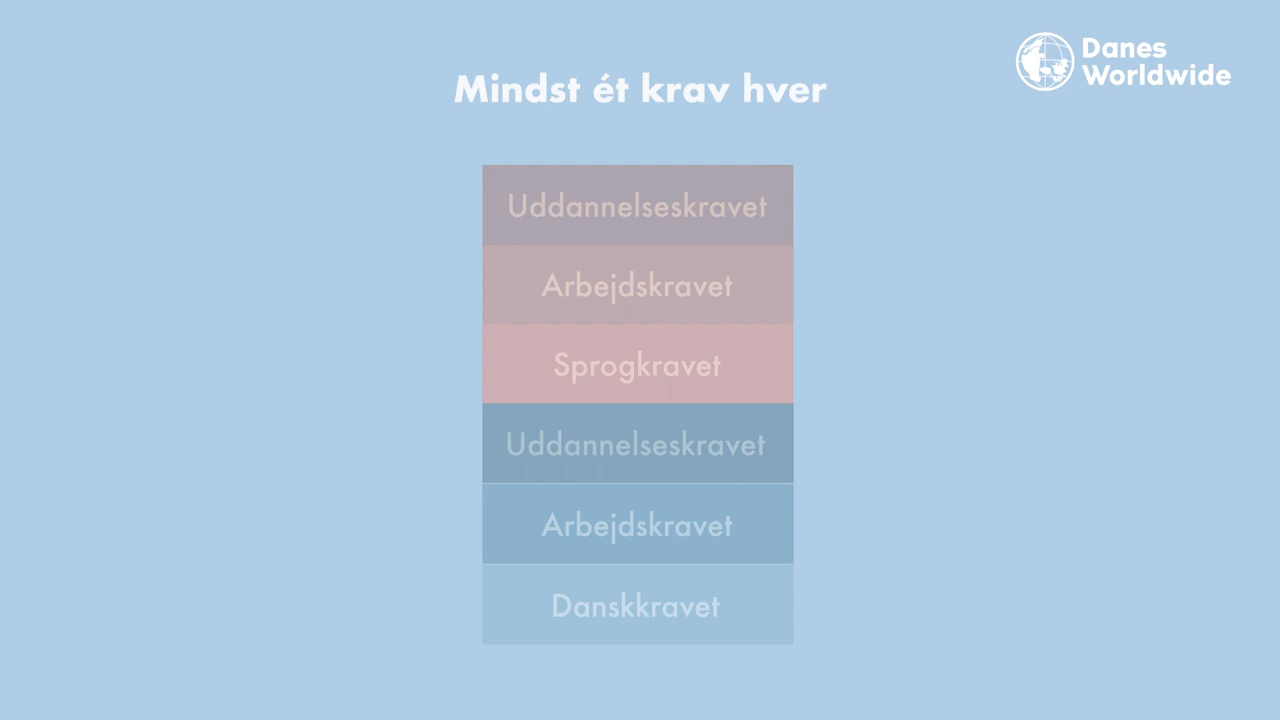 Danes
Worldwide
Mindst ét krav hver
Uddannelseskravet
Arbejdskravet
Sprogkravet
Uddannelseskravet
Arbejdskravet
Danskkravet